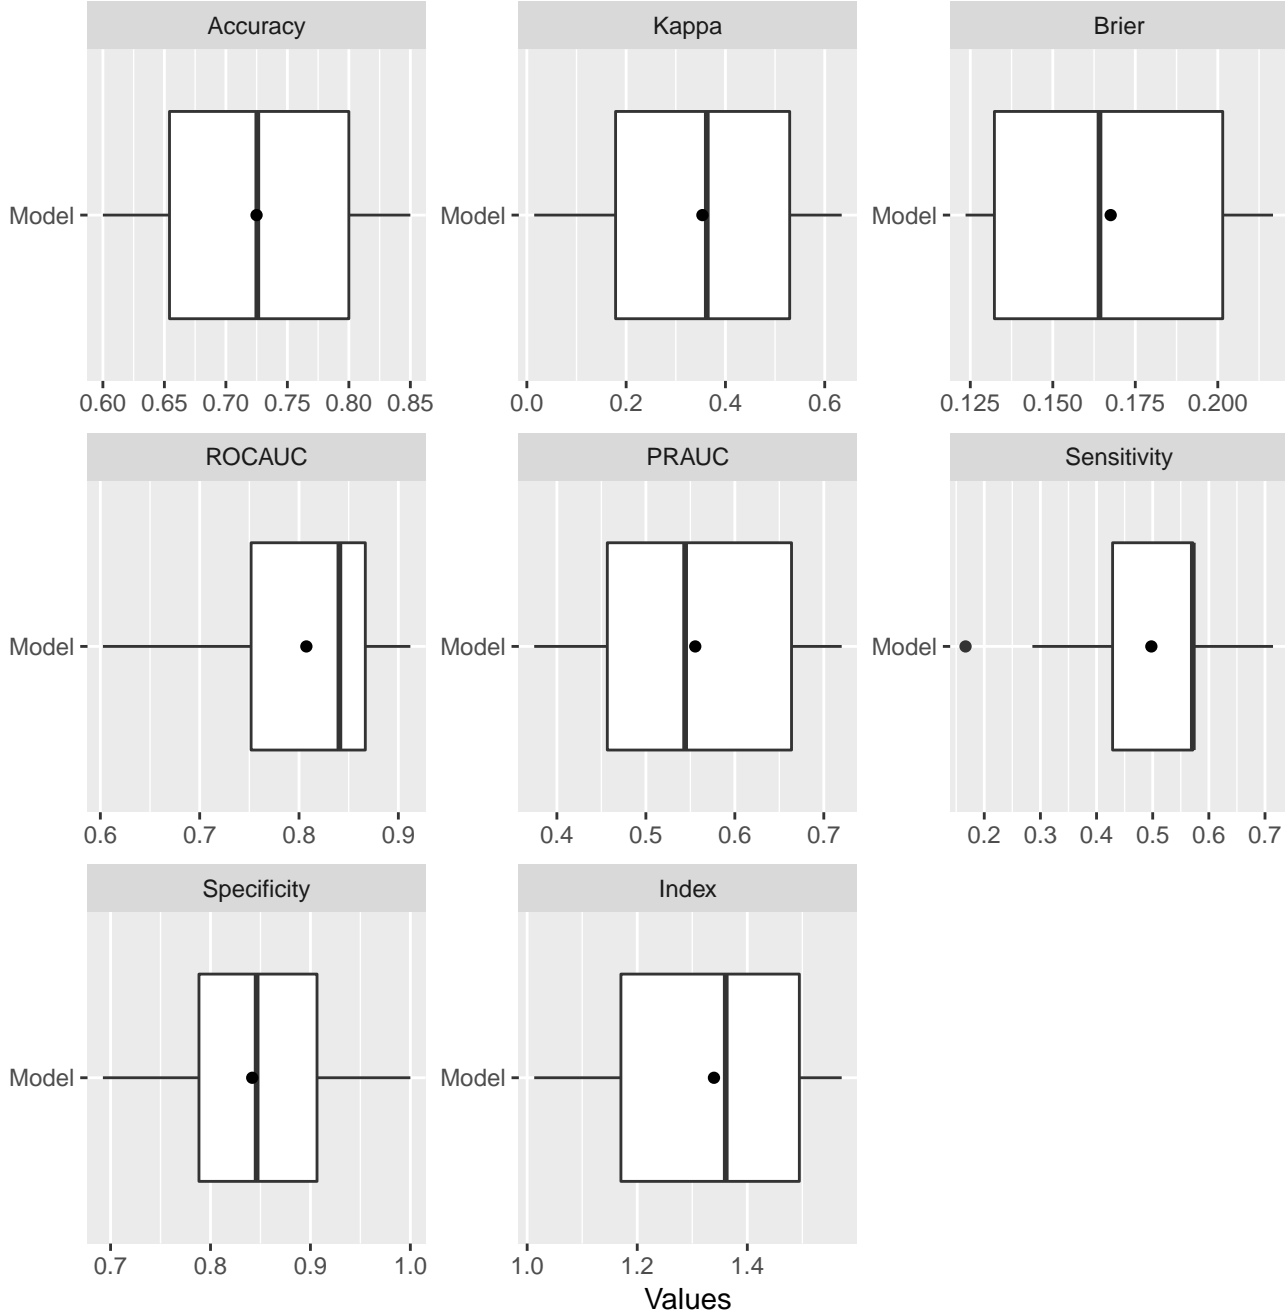 Accuracy Kappa Brier
Model Model Model
0.60 0.65 0.70 0.75 0.80 0.85 0.0 0.2 0.4 0.6 0.125 0.150 0.175 0.200
ROCAUC PRAUC Sensitivity
Model Model Model
0.6 0.7 0.8 0.9 0.4 0.5 0.6 0.7 0.2 0.3 0.4 0.5 0.6 0.7
Specificity Index
Model Model
0.7 0.8 0.9 1.0 1.0 1.2 1.4
Values